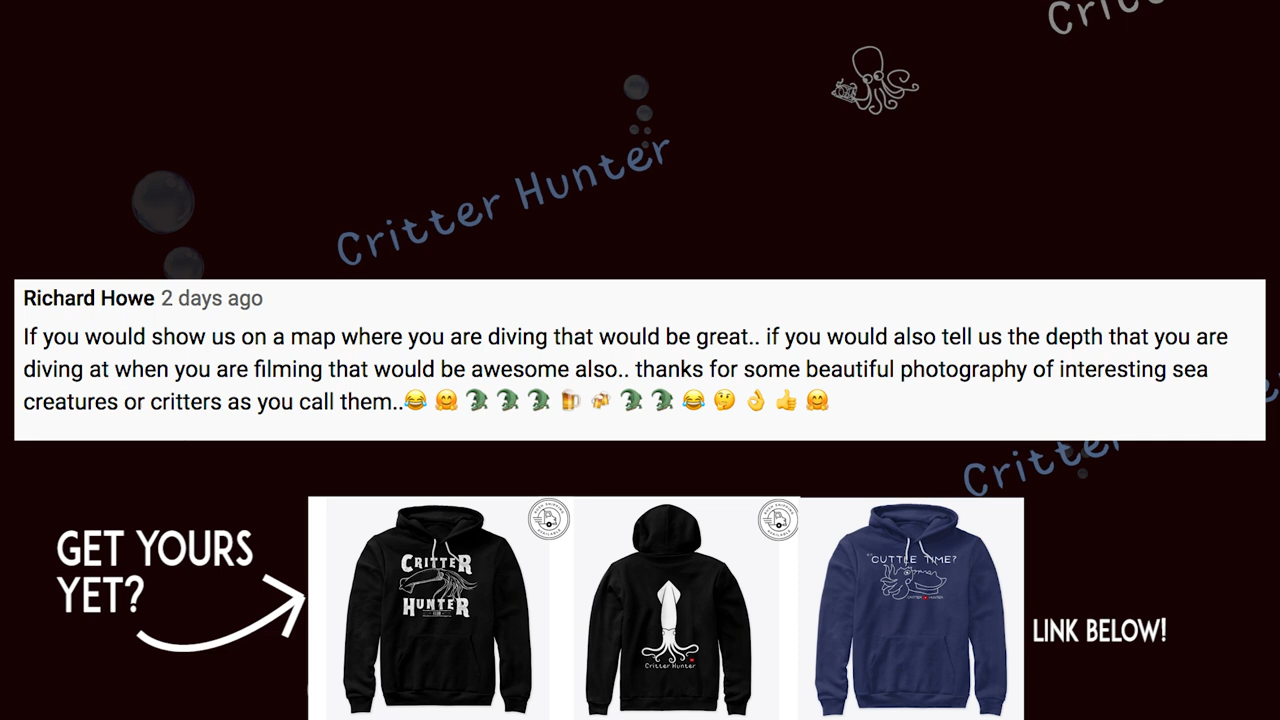 Critt
Critter Hunter
Richard Howe 2 days ago
If you would show us on a map where you are diving that would be great.. if you would also tell us the depth that you are
diving at when you are filming that would be awesome also.. thanks for some beautiful photography of interesting sea
creatures or critters as you call them..😂 🤗 🐊 🐊 🐊 🍺 🍻 🐊 🐊 😂 🤔 👌 👍 🤗
Critter
GET YOURS
YET?
CRITTER
HUNTER
Critter Hunter
CUTTLE TIME?
CRITTER HUNTER
LINK BELOW!